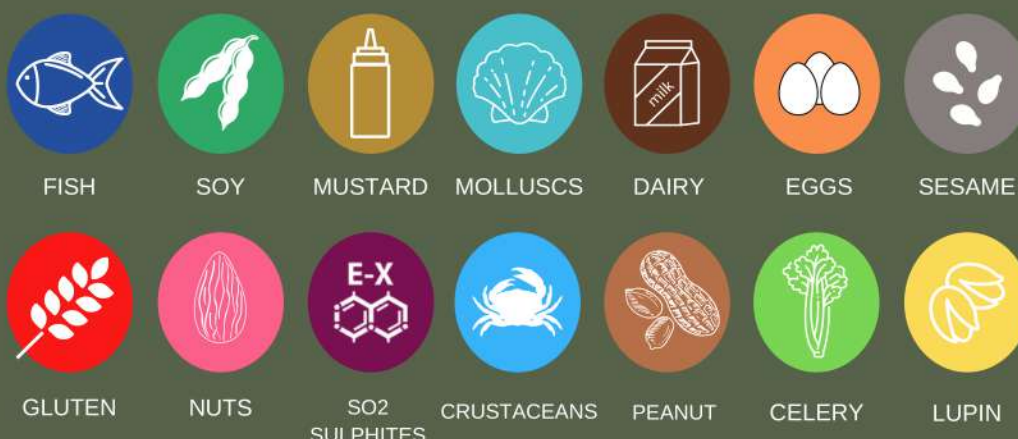 milk
FISH SOY MUSTARD MOLLUSCS DAIRY EGGS SESAME
E-X
GLUTEN NUTS SO2 CRUSTACEANS PEANUT CELERY LUPIN
SULPHITES